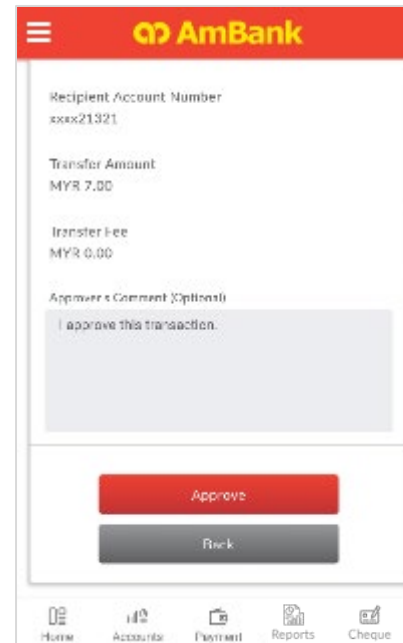 AmBank
Recipient Account Number
xxxx21321
Transfer Amount
MYR 7.00
Transfer Fee
MYR 0.00
Approver's Comment (Optional)
I approve this transaction.
Approve
Back
Home Accounts Payment Reports Cheque